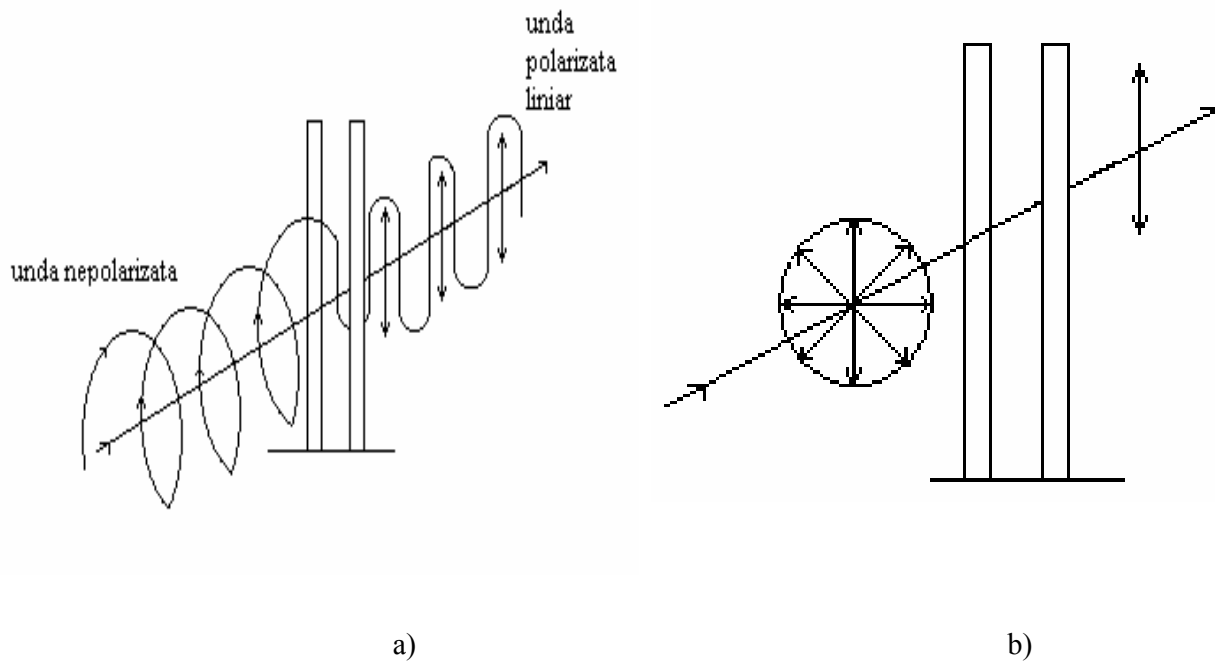 unda
polarizata
liniar
unda nepolarizata
a)
b)